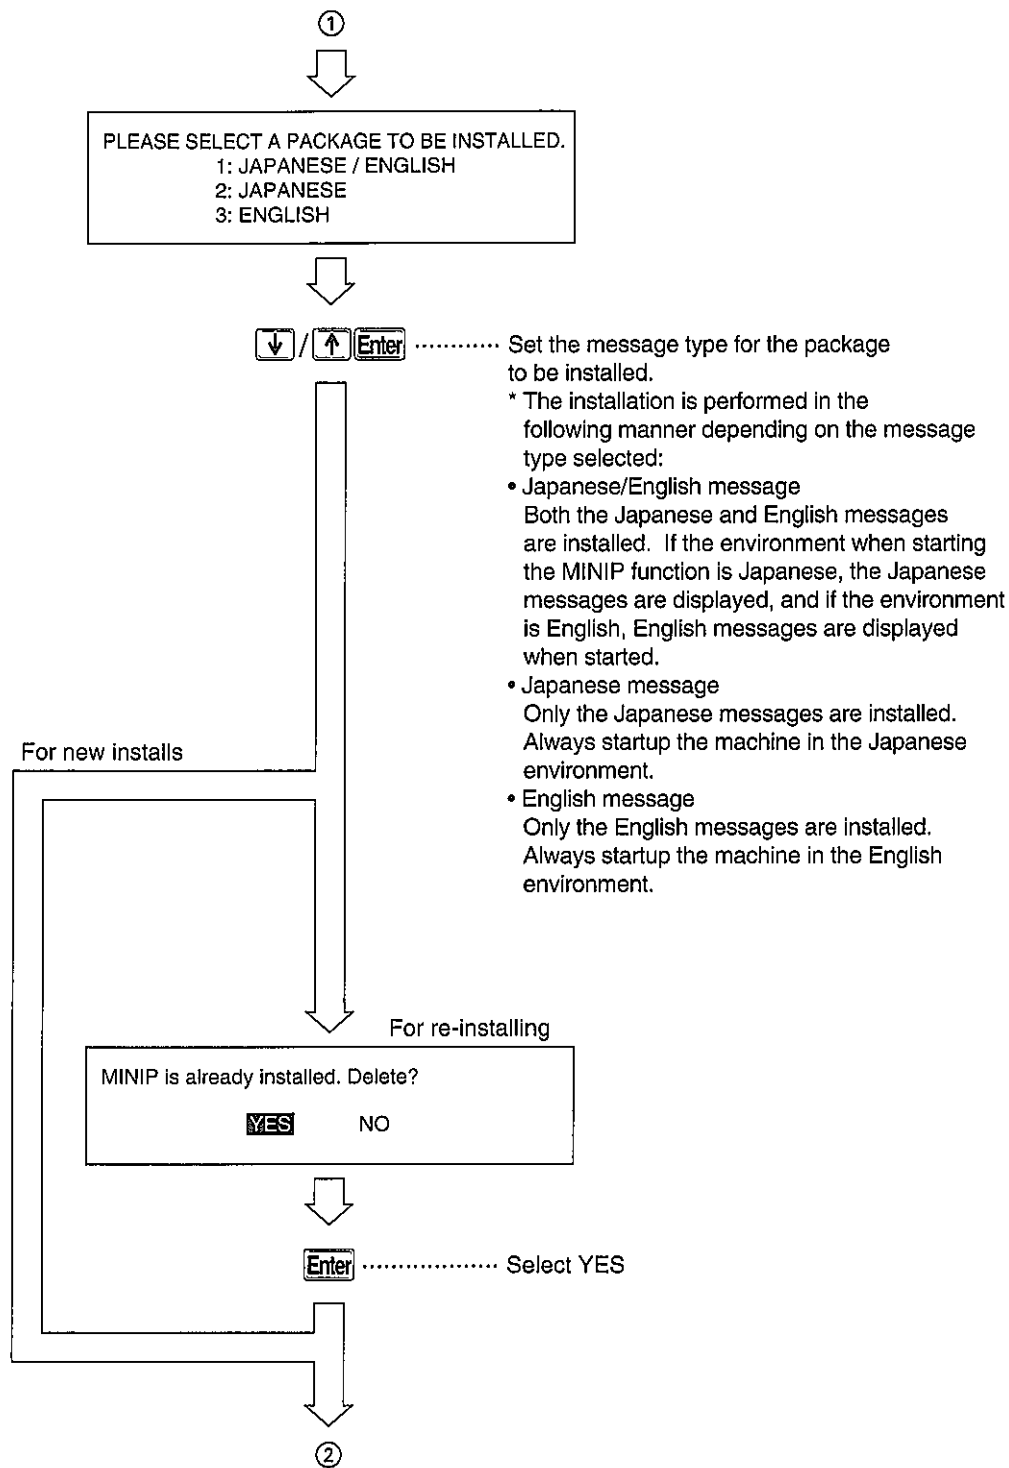 ①
PLEASE SELECT A PACKAGE TO BE INSTALLED.
1: JAPANESE / ENGLISH
2: JAPANESE
3: ENGLISH
↓ / ↑ Enter ............ Set the message type for the package
to be installed.
* The installation is performed in the
following manner depending on the message
type selected:
• Japanese/English message
Both the Japanese and English messages
are installed. If the environment when starting
the MINIP function is Japanese, the Japanese
messages are displayed, and if the environment
is English, English messages are displayed
when started.
• Japanese message
Only the Japanese messages are installed.
Always startup the machine in the Japanese
environment.
• English message
Only the English messages are installed.
Always startup the machine in the English
environment.
For new installs
For re-installing
MINIP is already installed. Delete?
YES NO
Enter ................... Select YES
②